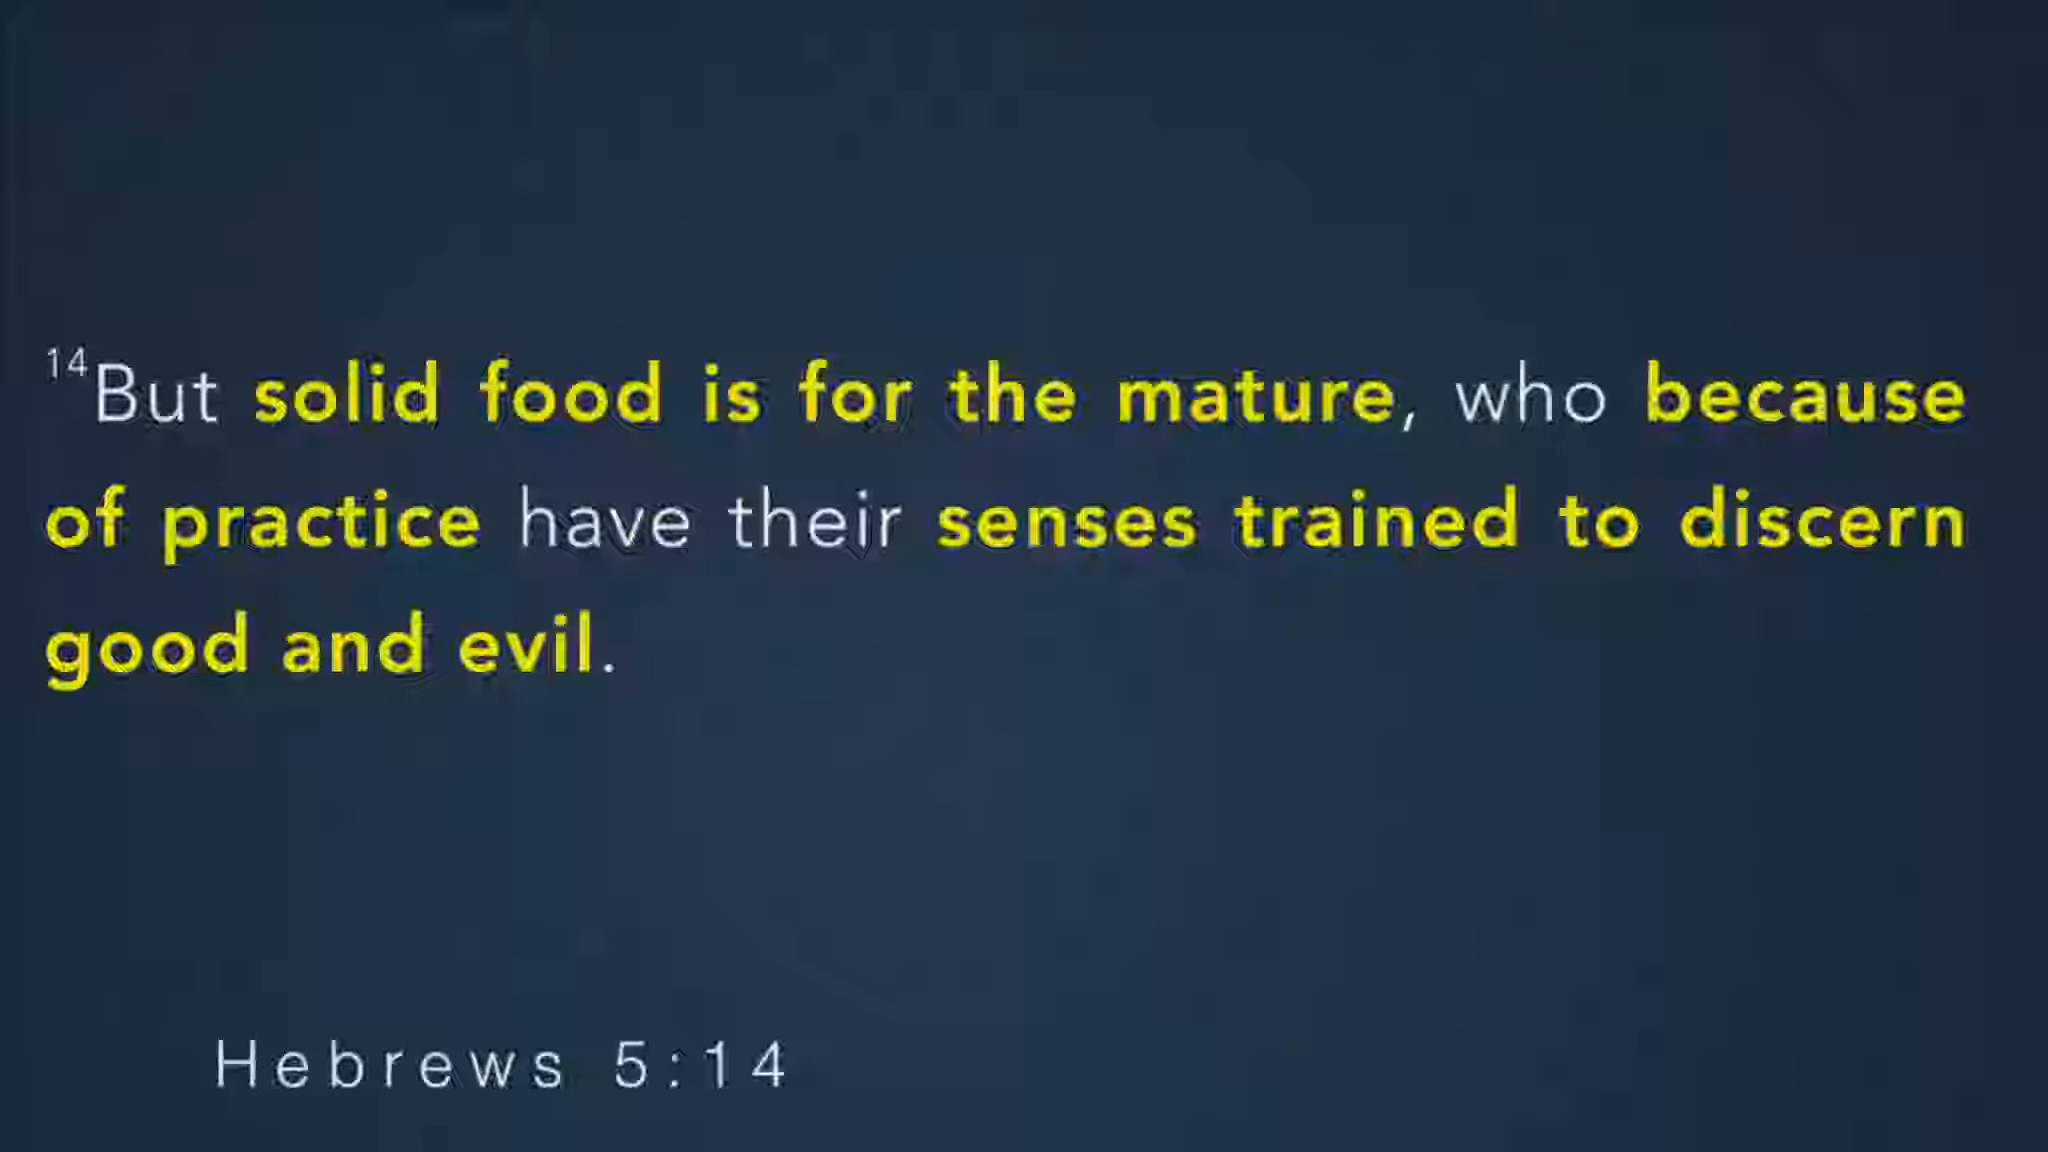 14But solid food is for the mature, who because
of practice have their senses trained to discern
good and evil.
Hebrews 5:14